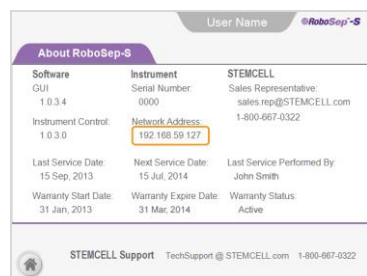 User Name
©RoboSep®-S
About RoboSep-S
Software
GUI
1.0.3.4
Instrument Control:
1.0.3.0
Instrument
Serial Number:
0000
Network Address:
192.168.59.127
STEMCELL
Sales Representative:
sales.rep@STEMCELL.com
1-800-667-0322
Last Service Date:
15 Sep, 2013
Next Service Date:
15 Jul, 2014
Last Service Performed By:
John Smith
Warranty Start Date:
31 Jan, 2013
Warranty Expire Date:
31 Mar, 2014
Warranty Status:
Active
STEMCELL Support TechSupport @ STEMCELL.com 1-800-667-0322